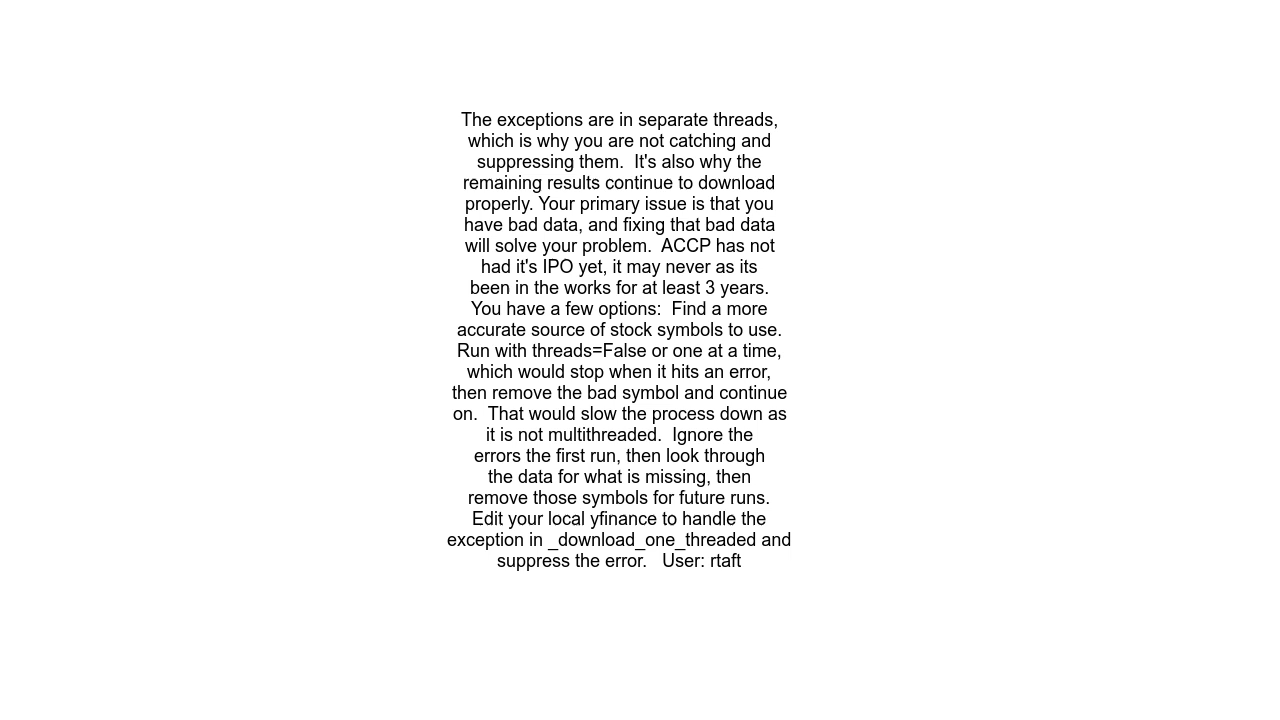 The exceptions are in separate threads,
which is why you are not catching and
suppressing them.  It's also why the
remaining results continue to download
properly. Your primary issue is that you
have bad data, and fixing that bad data
will solve your problem.  ACCP has not
had it's IPO yet, it may never as its
been in the works for at least 3 years.
You have a few options:  Find a more
accurate source of stock symbols to use.
Run with threads=False or one at a time,
which would stop when it hits an error,
then remove the bad symbol and continue
on.  That would slow the process down as
it is not multithreaded.  Ignore the
errors the first run, then look through
the data for what is missing, then
remove those symbols for future runs.
Edit your local yfinance to handle the
exception in _download_one_threaded and
suppress the error.   User: rtaft